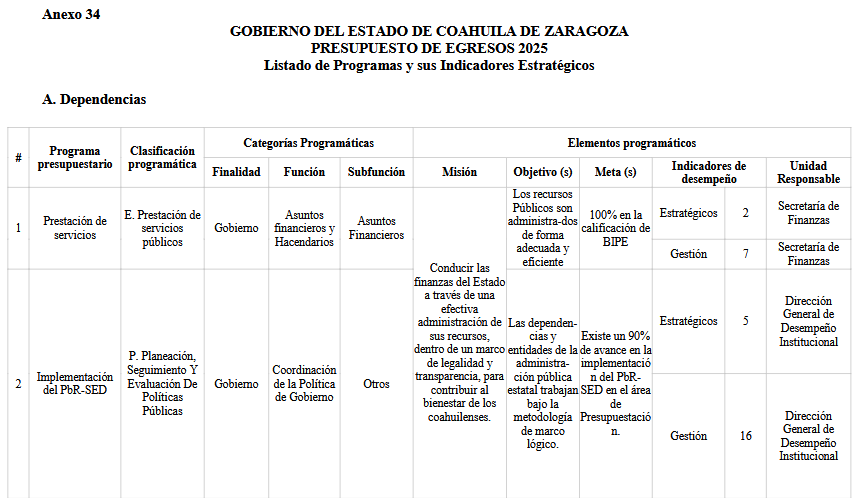 Anexo 34
GOBIERNO DEL ESTADO DE COAHUILA DE ZARAGOZA
PRESUPUESTO DE EGRESOS 2025
Listado de Programas y sus Indicadores Estratégicos
A. Dependencias
#
Programa
presupuestario
Clasificación
programática
Categorías Programáticas
Elementos programáticos
Finalidad
Función
Subfunción
Misión
Objetivo (s)
Meta (s)
Indicadores de
desempeño
Unidad
Responsable
1
Prestación de
servicios
E. Prestación de
servicios
públicos
Gobierno
Asuntos
financieros y
Hacendarios
Asuntos
Financieros
Conducir las
finanzas del Estado
a través de una
efectiva
administración de
sus recursos,
dentro de un marco
de legalidad y
transparencia, para
contribuir al
bienestar de los
coahuilenses.
Los recursos
Públicos son
administra-dos
de forma
adecuada y
eficiente
100% en la
calificación de
BIPE
Estratégicos
2
Secretaría de
Finanzas
Gestión
7
Secretaría de
Finanzas
2
Implementación
del PbR-SED
P. Planeación,
Seguimiento Y
Evaluación De
Políticas
Públicas
Gobierno
Coordinación
de la Política
de Gobierno
Otros
Las dependen-
cias y
entidades de la
administra-
ción pública
estatal trabajan
bajo la
metodología
de marco
lógico.
Existe un 90%
de avance en la
implementació
n del PbR-
SED en el área
de
Presupuestació
n.
Estratégicos
5
Dirección
General de
Desempeño
Institucional
Gestión
16
Dirección
General de
Desempeño
Institucional